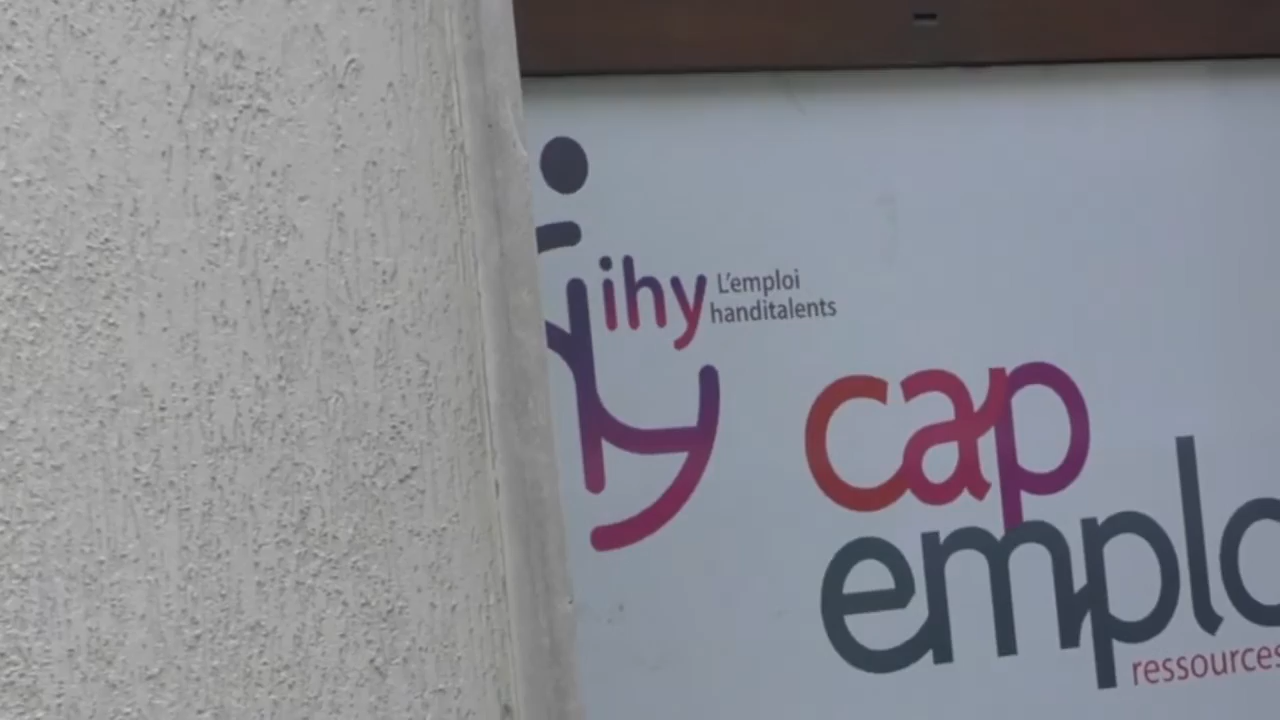 ihy
L'emploi
handitalents
cap
emplo
ressources